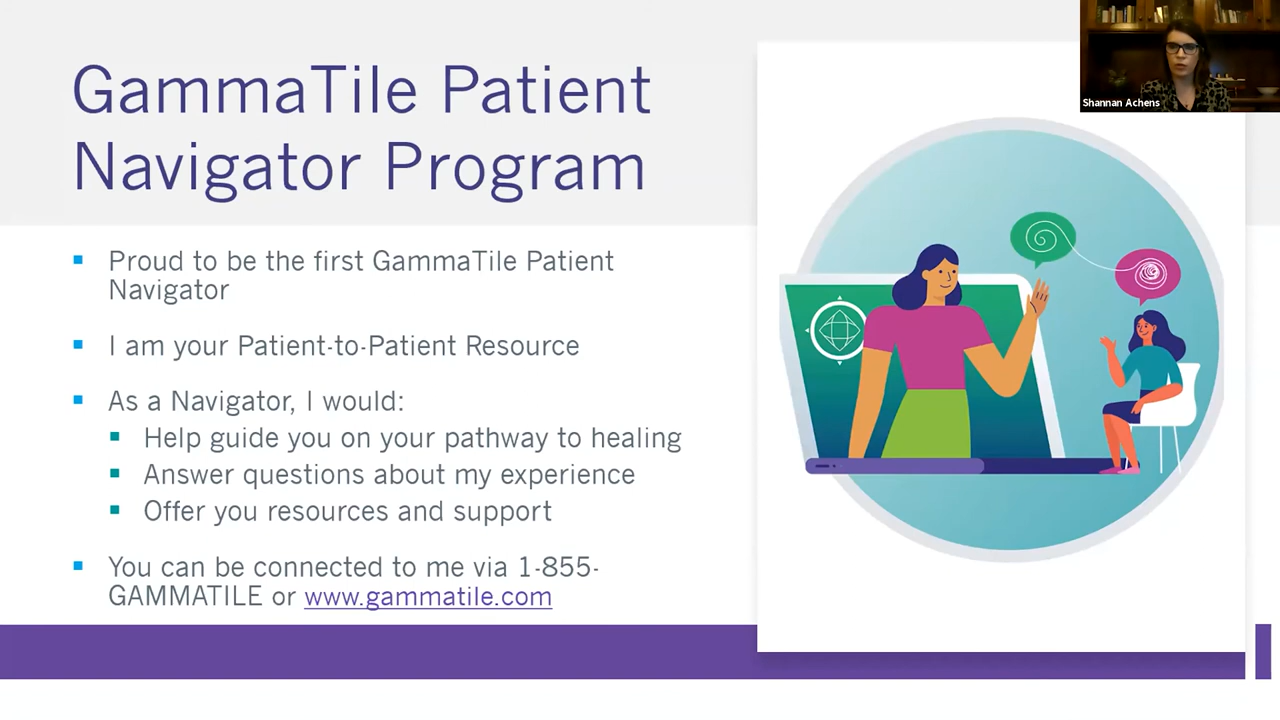 GammaTile Patient
Navigator Program
Shannan Achens
Proud to be the first GammaTile Patient
Navigator
I am your Patient-to-Patient Resource
As a Navigator, I would:
Help guide you on your pathway to healing
Answer questions about my experience
Offer you resources and support
You can be connected to me via 1-855-
GAMMATILE or www.gammatile.com